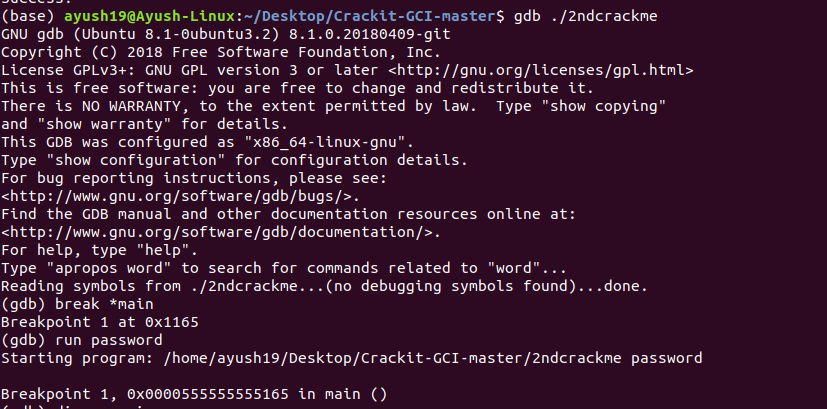 Success.
(base) ayush19@Ayush-Linux:~/Desktop/Crackit-GCI-master$ gdb ./2ndcrackme
GNU gdb (Ubuntu 8.1-0ubuntu3.2) 8.1.0.20180409-git
Copyright (C) 2018 Free Software Foundation, Inc.
License GPLv3+: GNU GPL version 3 or later <http://gnu.org/licenses/gpl.html>
This is free software: you are free to change and redistribute it.
There is NO WARRANTY, to the extent permitted by law.  Type "show copying"
and "show warranty" for details.
This GDB was configured as "x86_64-linux-gnu".
Type "show configuration" for configuration details.
For bug reporting instructions, please see:
<http://www.gnu.org/software/gdb/bugs/>.
Find the GDB manual and other documentation resources online at:
<http://www.gnu.org/software/gdb/documentation/>.
For help, type "help".
Type "apropos word" to search for commands related to "word"...
Reading symbols from ./2ndcrackme...(no debugging symbols found)...done.
(gdb) break *main
Breakpoint 1 at 0x1165
(gdb) run password
Starting program: /home/ayush19/Desktop/Crackit-GCI-master/2ndcrackme password
Breakpoint 1, 0x0000555555555165 in main ()
(gdb)